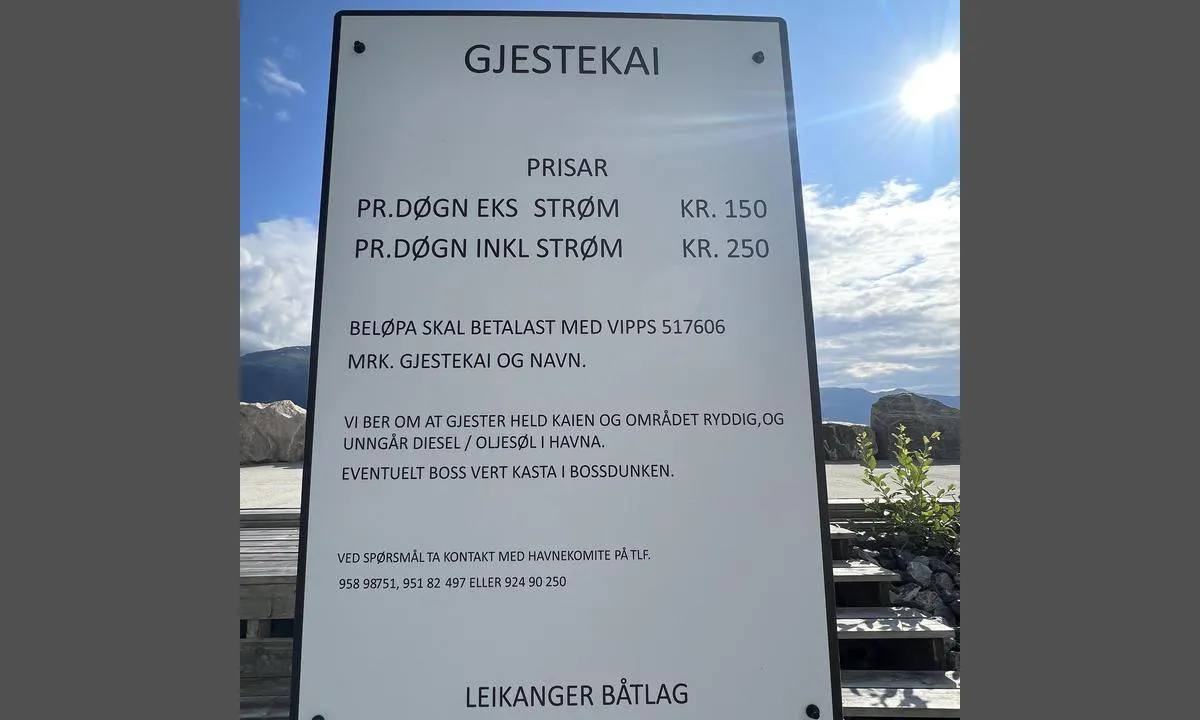 GJESTEKAI
PRISAR
PR.DØGN EKS STRØM KR. 150
PR.DØGN INKL STRØM KR. 250
BELØPA SKAL BETALAST MED VIPPS 517606
MRK. GJESTEKAI OG NAVN.
VI BER OM AT GJESTER HELD KAIEN OG OMRÅDET RYDDIG,OG
UNNGÅR DIESEL / OLJESØL I HAVNA.
EVENTUELT BOSS VERT KASTA I BOSSDUNKEN.
VED SPØRSMÅL TA KONTAKT MED HAVNEKOMITE PÅ TLF.
958 98751, 951 82 497 ELLER 924 90 250
LEIKANGER BÅTLAG